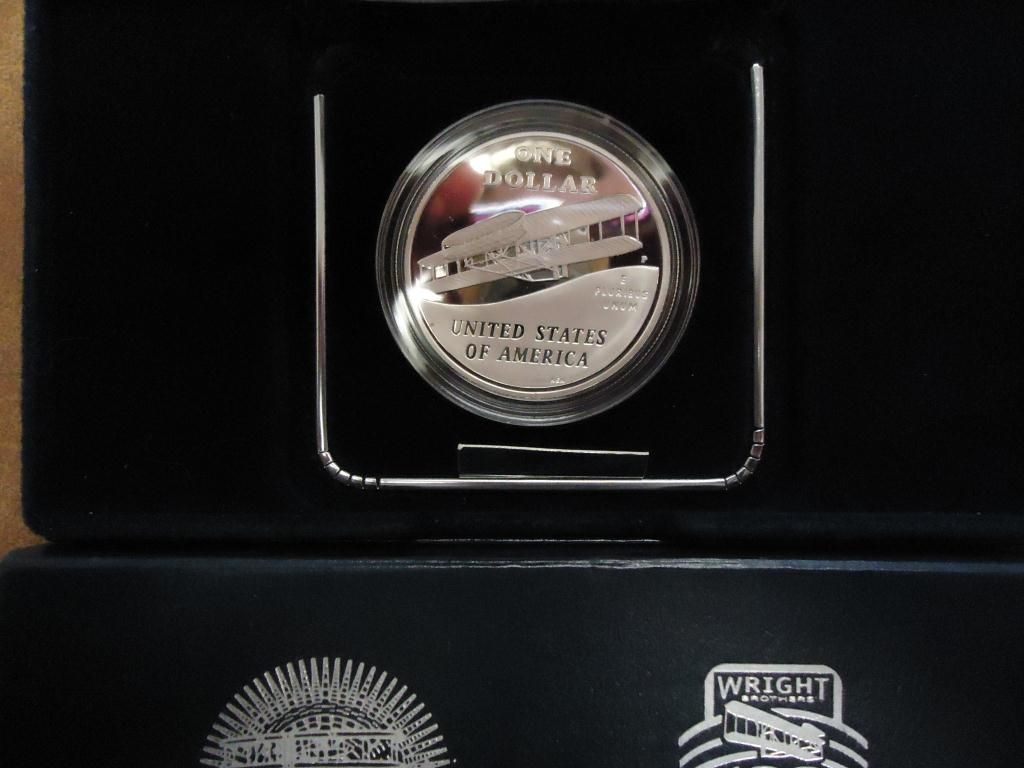 ONE
DOLLAR
P
E
PLURIBUS
UNUM
UNITED STATES
OF AMERICA
WRIGHT
BROTHERS